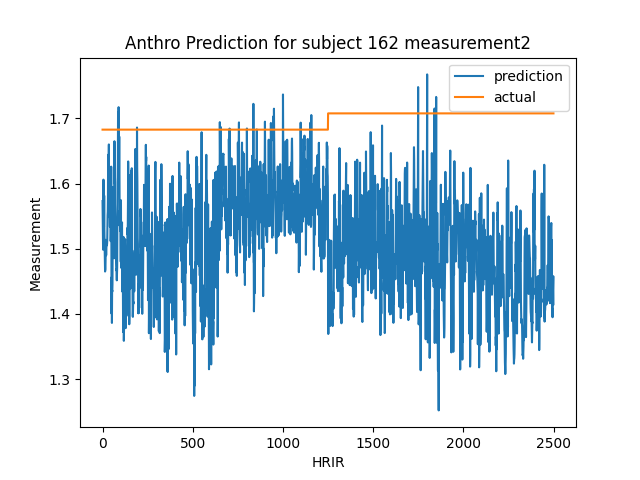 Anthro Prediction for subject 162 measurement2
prediction
actual
Measurement
1.7
1.6
1.5
1.4
1.3
0
500
1000
1500
2000
2500
HRIR